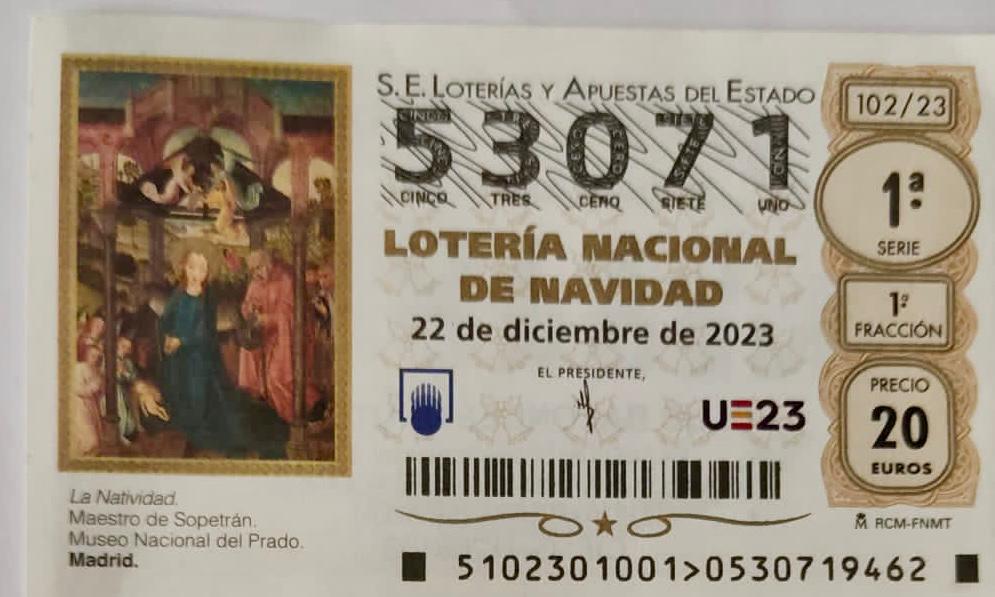 S.E. LOTERÍAS Y APUESTAS DEL ESTADO
53071
CINCO TRES CERO SIETE UNO
LOTERÍA NACIONAL
DE NAVIDAD
22 de diciembre de 2023
EL PRESIDENTE,
UE23
102/23
1ª
SERIE
1ª
FRACCIÓN
PRECIO
20
EUROS
RCM-FNMT
La Natividad.
Maestro de Sopetrán.
Museo Nacional del Prado.
Madrid.
5102301001>0530719462